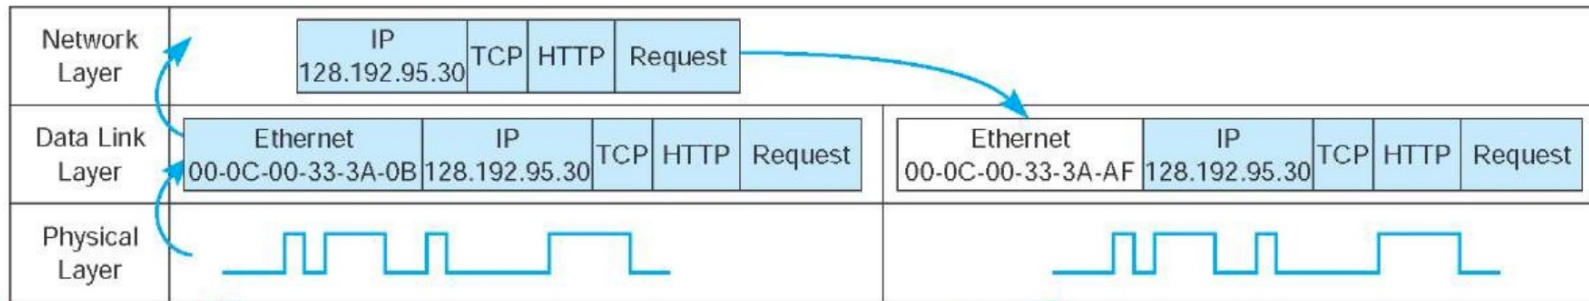 Network
Layer
IP
128.192.95.30
TCP
HTTP
Request
Data Link
Layer
Ethernet
00-0C-00-33-3A-0B
IP
128.192.95.30
TCP
HTTP
Request
Ethernet
00-0C-00-33-3A-AF
IP
128.192.95.30
TCP
HTTP
Request
Physical
Layer